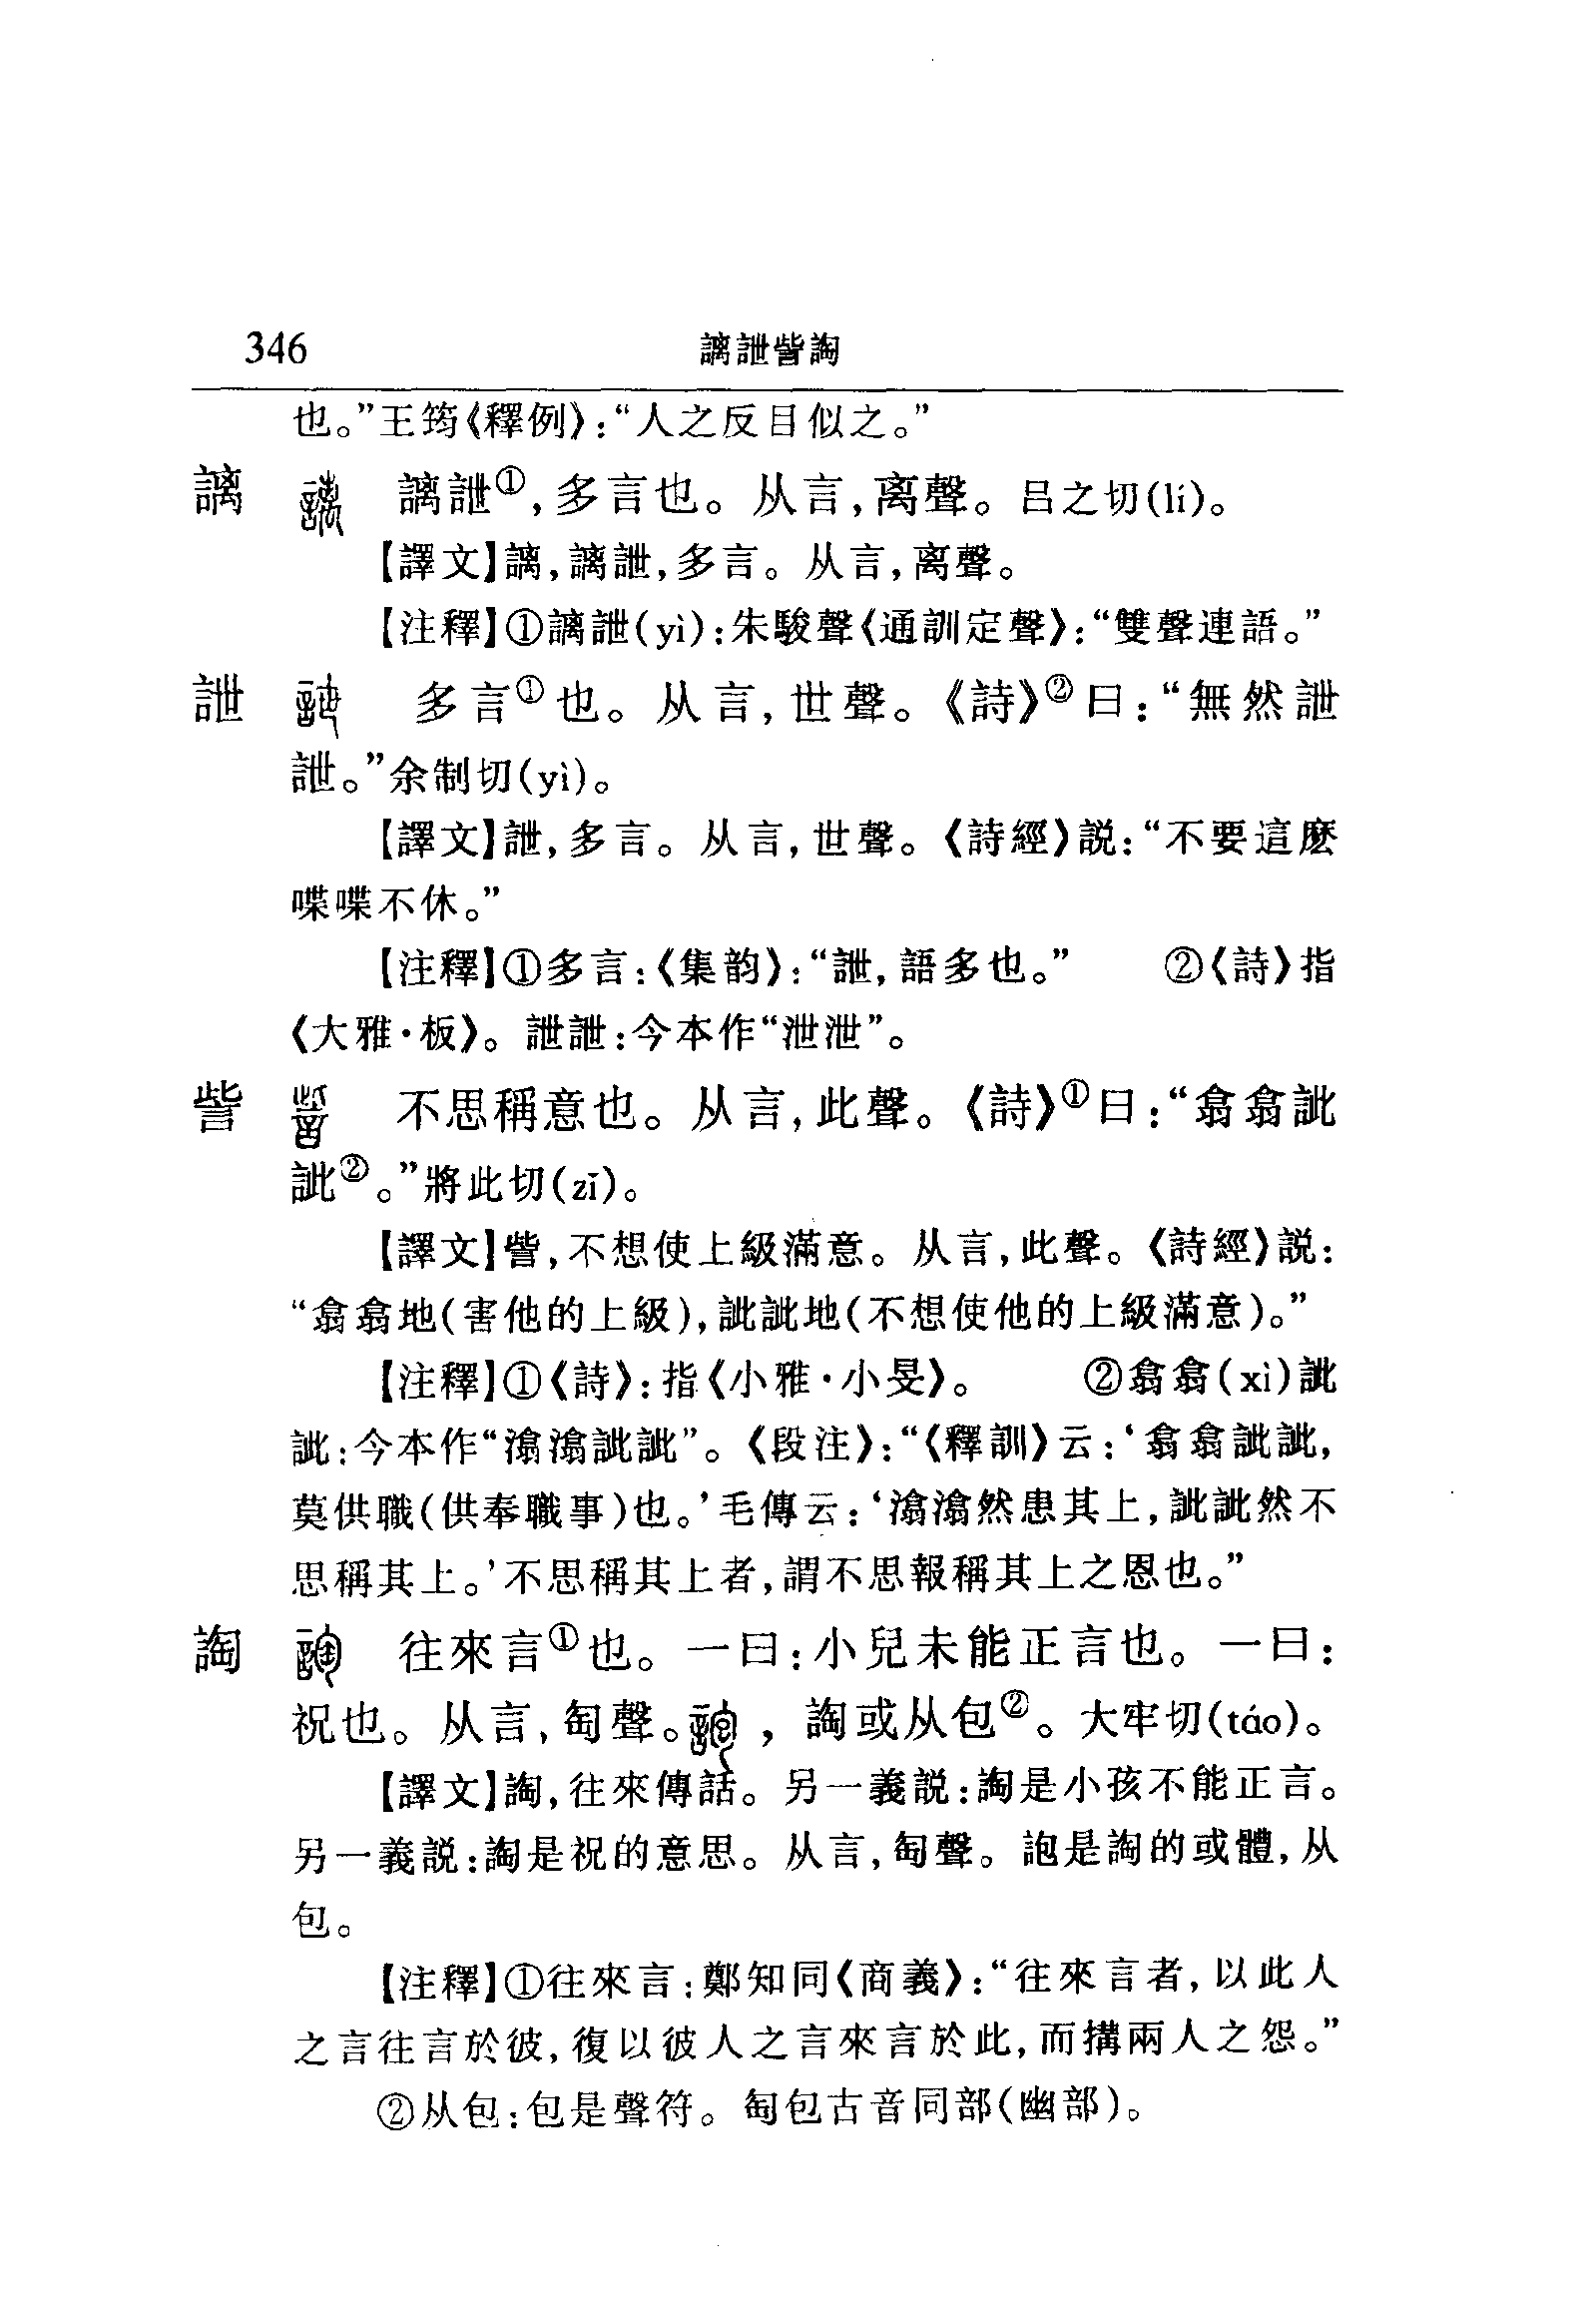 346 謧詍訾詾
也。”王筠《釋例》：“人之反目似之。”
謧 謧詍①，多言也。从言，离聲。呂之切(lí)。
【譯文】謧，謧詍，多言。从言，离聲。
【注釋】①謧詍(yì)：朱駿聲《通訓定聲》：“雙聲連語。”
詍 多言①也。从言，世聲。《詩》②曰：“無然詍
詍。”余制切(yì)。
【譯文】詍，多言。从言，世聲。《詩經》説：“不要這麽
喋喋不休。”
【注釋】①多言：《集韵》：“詍，語多也。” ②《詩》指
《大雅·板》。詍詍：今本作“泄泄”。
訾 不思稱意也。从言，此聲。《詩》①曰：“翕翕訿
訿②。”將此切(zǐ)。
【譯文】訾，不想使上級滿意。从言，此聲。《詩經》説：
“翕翕地(害他的上級)，訿訿地(不想使他的上級滿意)。”
【注釋】①《詩》：指《小雅·小旻》。 ②翕翕(xì)訿
訿：今本作“潝潝訿訿”。《段注》：“《釋訓》云：‘翕翕訿訿，
莫供職(供奉職事)也。’毛傳云：‘潝潝然患其上，訿訿然不
思稱其上。’不思稱其上者，謂不思報稱其上之恩也。”
詾 往來言①也。一曰：小兒未能正言也。一曰：
祝也。从言，匋聲。，詾或从包②。大牢切(táo)。
【譯文】詾，往來傳話。另一義説：詾是小孩不能正言。
另一義説：詾是祝的意思。从言，匋聲。詢是詾的或體，从
包。
【注釋】①往來言：鄭知同《商義》：“往來言者，以此人
之言往言於彼，復以彼人之言來言於此，而搆兩人之怨。”
②从包：包是聲符。匋包古音同部(幽部)。